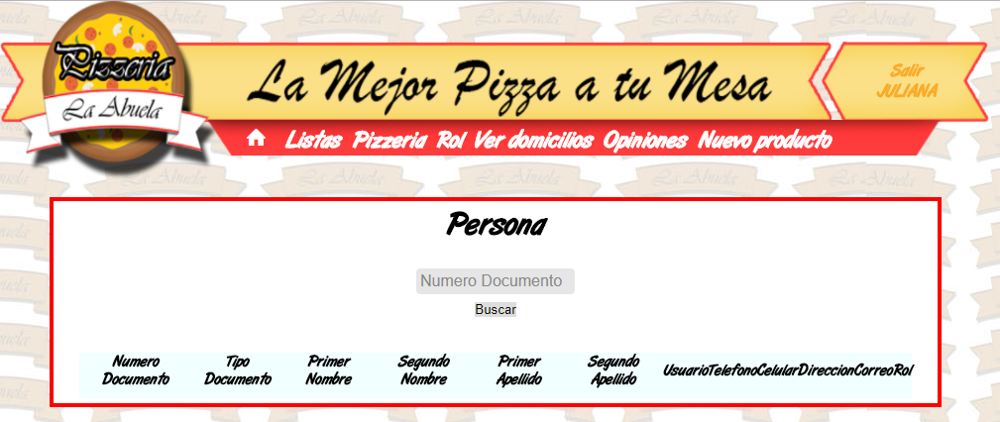 Pizzeria
La Abuela
La Mejor Pizza a tu Mesa
Salir
JULIANA
Listas Pizzeria Rol Ver domicilios Opiniones Nuevo producto
Persona
Numero Documento
Buscar
Numero Documento Tipo Documento Primer Nombre Segundo Nombre Primer Apellido Segundo Apellido UsuarioTelefonoCelularDireccionCorreoRol